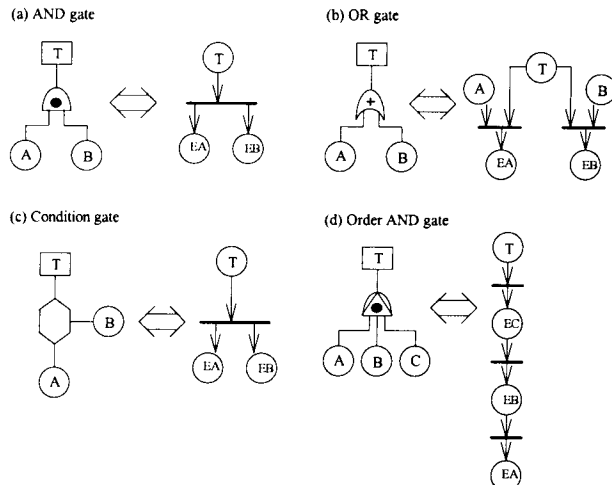 (a) AND gate
T
A
B
T
EA
EB
(b) OR gate
T
+
A
B
A
T
B
EA
EB
(c) Condition gate
T
B
A
T
EA
EB
(d) Order AND gate
T
A
B
C
T
EC
EB
EA